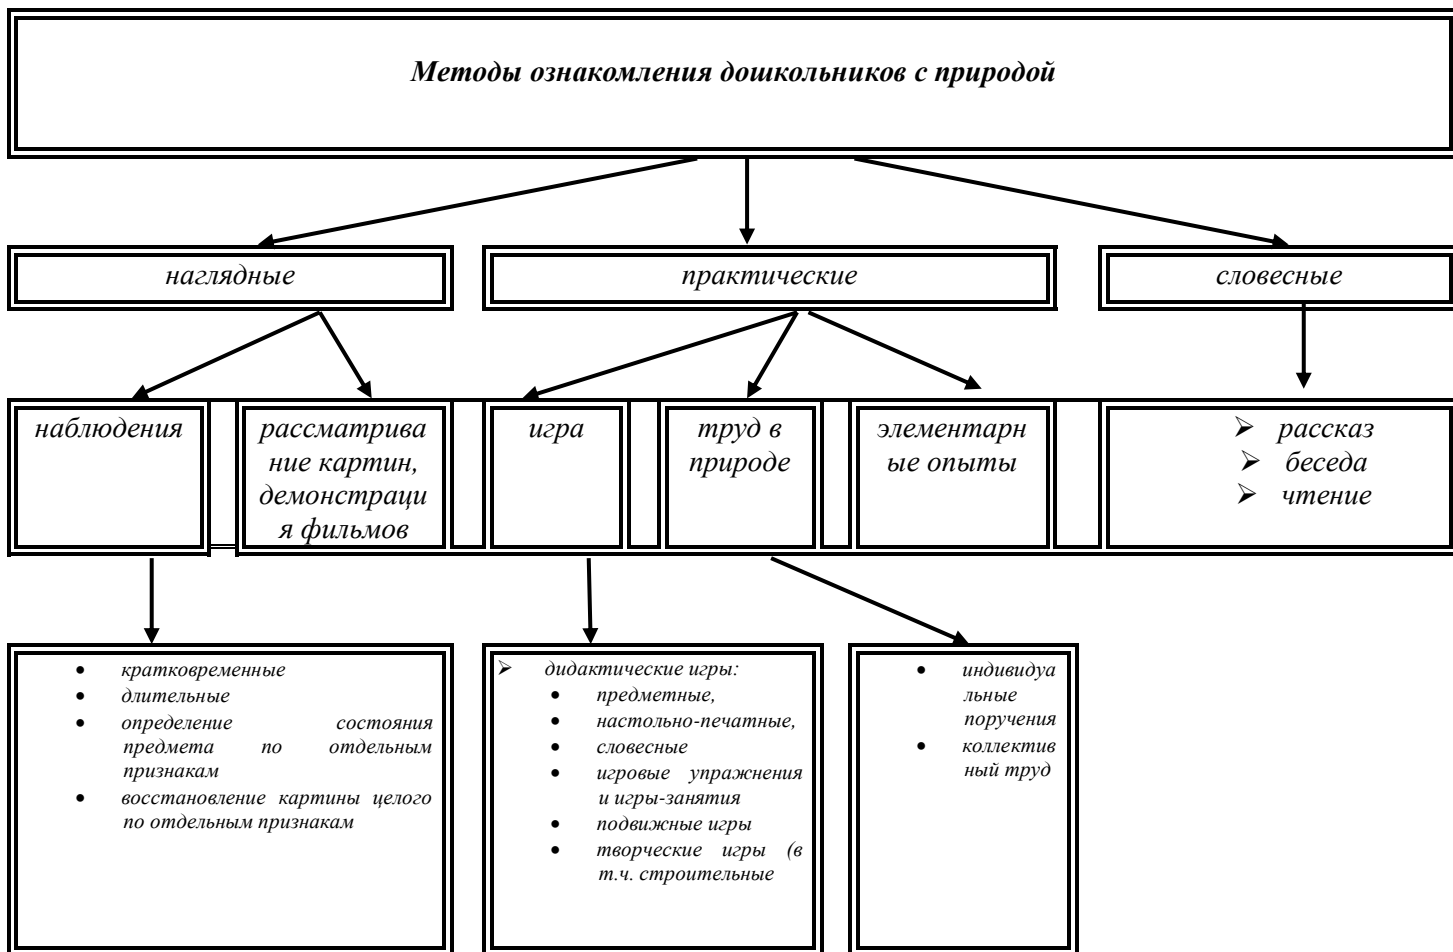 Методы ознакомления дошкольников с природой
наглядные
практические
словесные
наблюдения
рассматрива
ние картин,
демонстраци
я фильмов
игра
труд в
природе
элементарн
ые опыты
➢ рассказ
➢ беседа
➢ чтение
• кратковременные
• длительные
• определение состояния
предмета по отдельным
признакам
• восстановление картины целого
по отдельным признакам
➢ дидактические игры:
• предметные,
• настольно-печатные,
• словесные
• игровые упражнения
и игры-занятия
• подвижные игры
• творческие игры (в
т.ч. строительные
• индивидуа
льные
поручения
• коллектив
ный труд